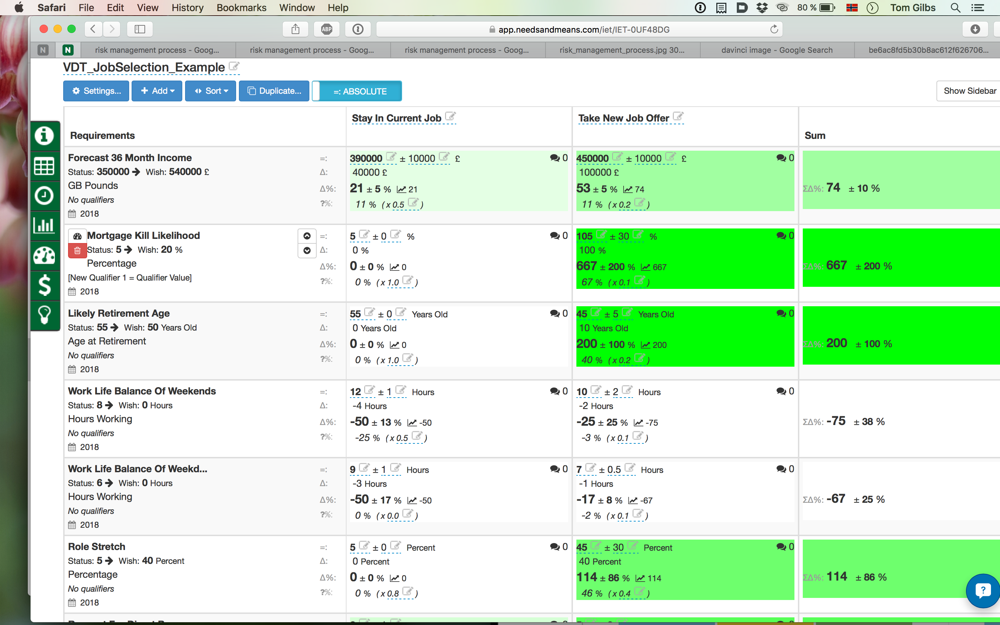 Safari File Edit View History Bookmarks Window Help 80 % Tom Gilbs
ABP app.needsandmeans.com/iet/IET-0UF48DG
N N risk management process - Goog... risk management process - Goog... risk management process - Goog... risk_management_process.jpg 30... davinci image - Google Search be6ac8fd5b30b8ac612f626706...
VDT_JobSelection_Example
Settings... Add Sort Duplicate... =: ABSOLUTE Show Sidebar
Stay In Current Job Take New Job Offer
Requirements Sum
Forecast 36 Month Income =: 390000 ± 10000 £ 0 450000 ± 10000 £ 0
Status: 350000 → Wish: 540000 £ Δ: 40000 £ 100000 £
GB Pounds Δ%: 21 ± 5 % 21 53 ± 5 % 74 ΣΔ%: 74 ± 10 %
No qualifiers ?%: 11 % (x 0.5 ) 11 % (x 0.2 )
2018
Mortgage Kill Likelihood =: 5 ± 0 % 0 105 ± 30 % 0
Status: 5 → Wish: 20 % Δ: 0 % 100 %
Percentage Δ%: 0 ± 0 % 0 667 ± 200 % 667 ΣΔ%: 667 ± 200 %
[New Qualifier 1 = Qualifier Value] ?%: 0 % (x 1.0 ) 67 % (x 0.1 )
2018
Likely Retirement Age =: 55 ± 0 Years Old 0 45 ± 5 Years Old 0
Status: 55 → Wish: 50 Years Old Δ: 0 Years Old 10 Years Old
Age at Retirement Δ%: 0 ± 0 % 0 200 ± 100 % 200 ΣΔ%: 200 ± 100 %
No qualifiers ?%: 0 % (x 1.0 ) 40 % (x 0.2 )
2018
Work Life Balance Of Weekends =: 12 ± 1 Hours 0 10 ± 2 Hours 0
Status: 8 → Wish: 0 Hours Δ: -4 Hours -2 Hours
Hours Working Δ%: -50 ± 13 % -50 -25 ± 25 % -75 ΣΔ%: -75 ± 38 %
No qualifiers ?%: -25 % (x 0.5 ) -3 % (x 0.1 )
2018
Work Life Balance Of Weekd... =: 9 ± 1 Hours 0 7 ± 0.5 Hours 0
Status: 6 → Wish: 0 Hours Δ: -3 Hours -1 Hours
Hours Working Δ%: -50 ± 17 % -50 -17 ± 8 % -67 ΣΔ%: -67 ± 25 %
No qualifiers ?%: 0 % (x 0.0 ) -2 % (x 0.1 )
2018
Role Stretch =: 5 ± 0 Percent 0 45 ± 30 Percent 0
Status: 5 → Wish: 40 Percent Δ: 0 Percent 40 Percent
Percentage Δ%: 0 ± 0 % 0 114 ± 86 % 114 ΣΔ%: 114 ± 86 %
No qualifiers ?%: 0 % (x 0.8 ) 46 % (x 0.4 )
2018